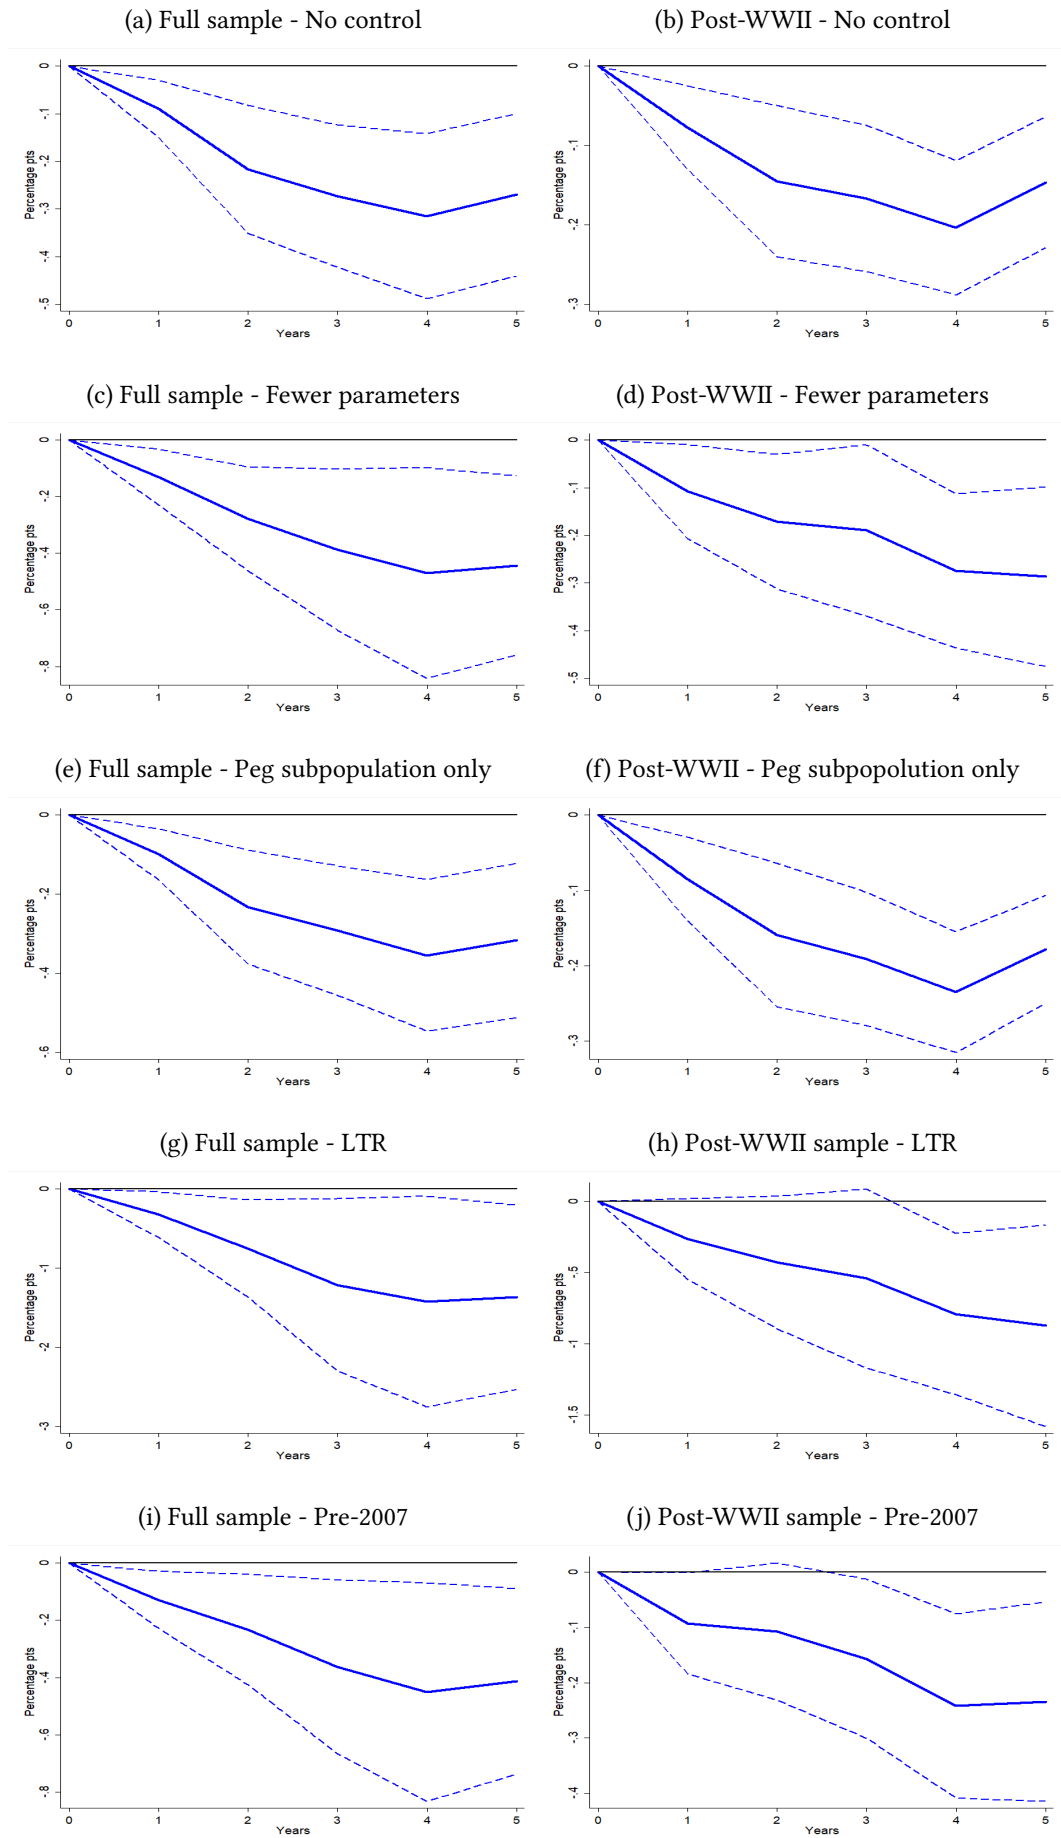 (a) Full sample - No control
(b) Post-WWII - No control
Percentage pts
0
-.1
-.2
-.3
-.4
-.5
0 1 2 3 4 5
Years
Percentage pts
0
-.1
-.2
-.3
0 1 2 3 4 5
Years
(c) Full sample - Fewer parameters
(d) Post-WWII - Fewer parameters
Percentage pts
0
-.2
-.4
-.6
-.8
0 1 2 3 4 5
Years
Percentage pts
0
-.1
-.2
-.3
-.4
-.5
0 1 2 3 4 5
Years
(e) Full sample - Peg subpopulation only
(f) Post-WWII - Peg subpopolution only
Percentage pts
0
-.2
-.4
-.6
0 1 2 3 4 5
Years
Percentage pts
0
-.1
-.2
-.3
0 1 2 3 4 5
Years
(g) Full sample - LTR
(h) Post-WWII sample - LTR
Percentage pts
0
-1
-2
-3
0 1 2 3 4 5
Years
Percentage pts
0
-.5
-1
-1.5
0 1 2 3 4 5
Years
(i) Full sample - Pre-2007
(j) Post-WWII sample - Pre-2007
Percentage pts
0
-.2
-.4
-.6
-.8
0 1 2 3 4 5
Years
Percentage pts
0
-.1
-.2
-.3
-.4
0 1 2 3 4 5
Years